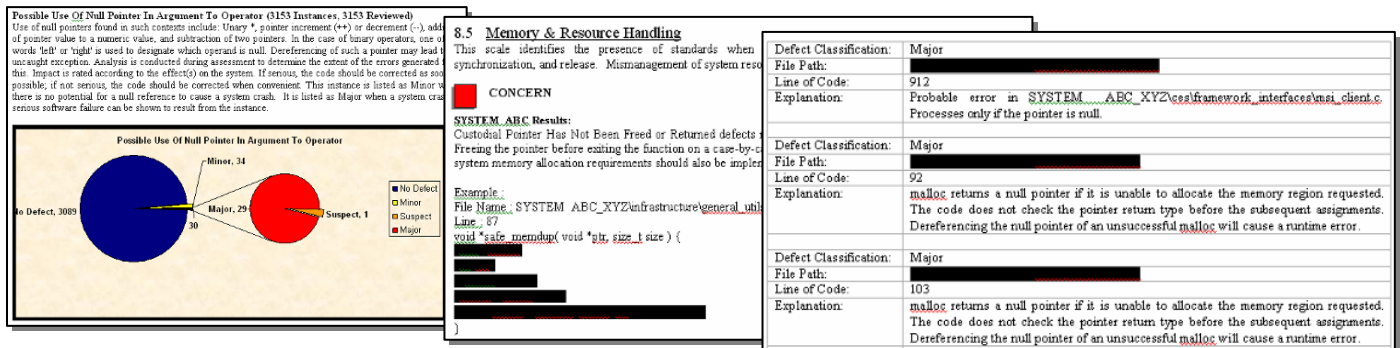 Possible Use Of Null Pointer In Argument To Operator (3153 Instances, 3153 Reviewed)
Use of null pointers found in such contexts include: Unary *, pointer increment (++) or decrement (--), adds
of pointer value to a numeric value, and subtraction of two pointers. In the case of binary operators, one o
words 'left' or 'right' is used to designate which operand is null. Dereferencing of such a pointer may lead t
uncaught exception. Analysis is conducted during assessment to determine the extent of the errors generated f
this. Impact is rated according to the effect(s) on the system. If serious, the code should be corrected as soo
possible; if not serious, the code should be corrected when convenient. This instance is listed as Minor w
there is no potential for a null reference to cause a system crash. It is listed as Major when a system cras
serious software failure can be shown to result from the instance.
Possible Use Of Null Pointer In Argument To Operator
Minor, 34
No Defect, 3089
30
Major, 29
Suspect, 1
No Defect
Minor
Suspect
Major
8.5 Memory & Resource Handling
This scale identifies the presence of standards when
synchronization, and release. Mismanagement of system reso
CONCERN
SYSTEM ABC Results:
Custodial Pointer Has Not Been Freed or Returned defects
Freeing the pointer before exiting the function on a case-by-c
system memory allocation requirements should also be implem
Example :
File Name : SYSTEM ABC_XYZ\infrastructure\general_utils
Line : 87
void *safe_memdup( void *ptr, size_t size ) {
}
Defect Classification: Major
File Path:
Line of Code: 912
Explanation: Probable error in SYSTEM ABC_XYZ\ces\framework_interfaces\msi_client.c.
Processes only if the pointer is null.
Defect Classification: Major
File Path:
Line of Code: 92
Explanation: malloc returns a null pointer if it is unable to allocate the memory region requested.
The code does not check the pointer return type before the subsequent assignments.
Dereferencing the null pointer of an unsuccessful malloc will cause a runtime error.
Defect Classification: Major
File Path:
Line of Code: 103
Explanation: malloc returns a null pointer if it is unable to allocate the memory region requested.
The code does not check the pointer return type before the subsequent assignments.
Dereferencing the null pointer of an unsuccessful malloc will cause a runtime error.